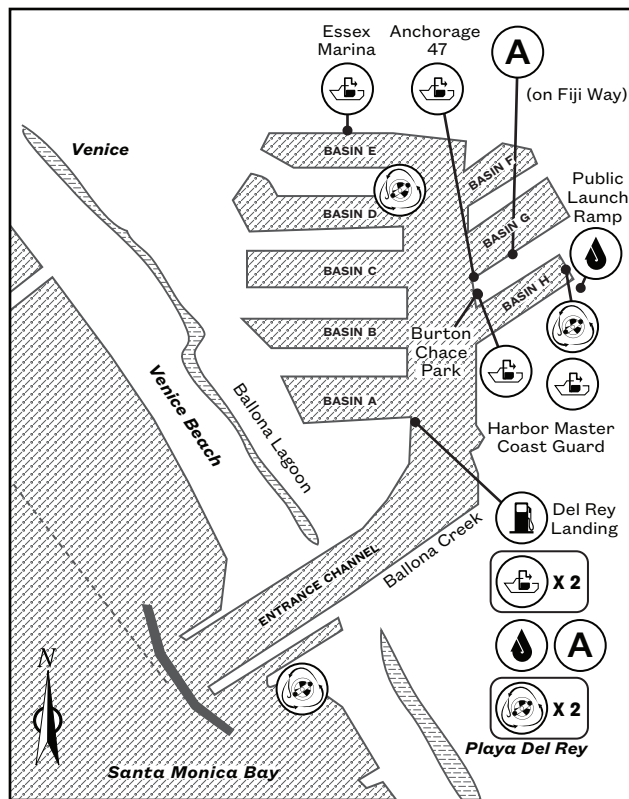 Essex
Marina
Anchorage
47
A
(on Fiji Way)
Venice
BASIN E
BASIN F
Public
Launch
Ramp
BASIN D
BASIN G
BASIN C
BASIN H
BASIN B
Burton
Chace
Park
Venice Beach
Ballona Lagoon
BASIN A
Harbor Master
Coast Guard
Del Rey
Landing
Ballona Creek
ENTRANCE CHANNEL
X 2
A
X 2
N
Playa Del Rey
Santa Monica Bay